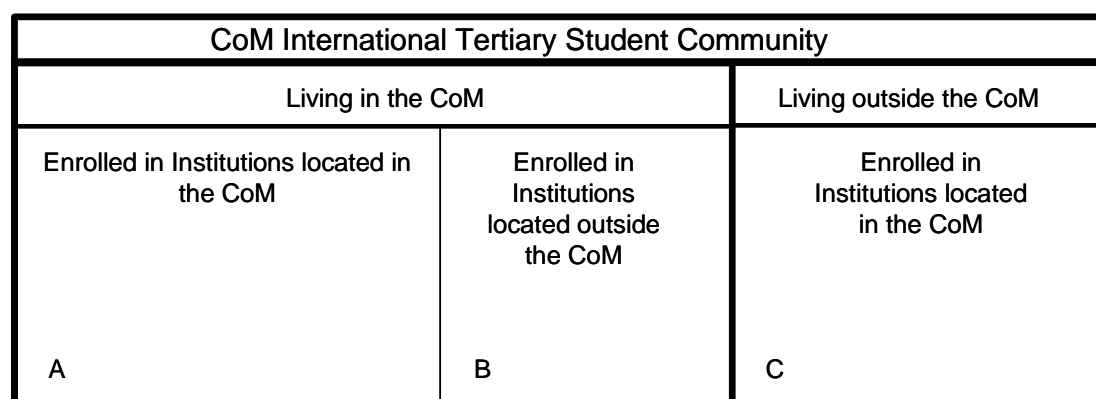 CoM International Tertiary Student Community
Living in the CoM
Living outside the CoM
Enrolled in Institutions located in
the CoM
Enrolled in
Institutions
located outside
the CoM
Enrolled in
Institutions located
in the CoM
A
B
C